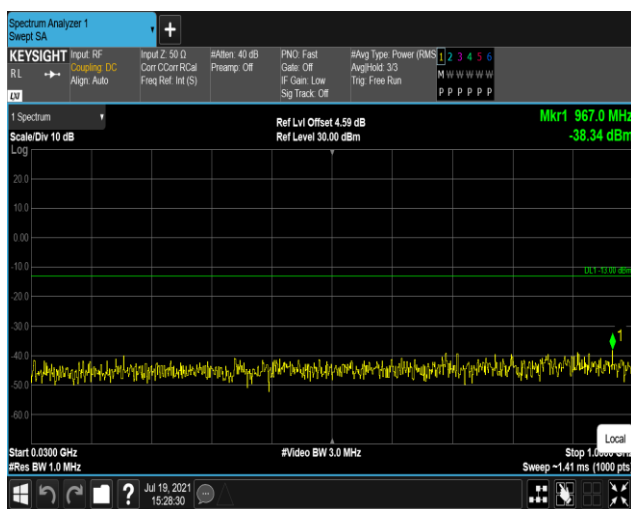 Spectrum Analyzer 1
Swept SA
KEYSIGHT Input: RF Input Z: 50 Ω #Atten: 40 dB PNO: Fast #Avg Type: Power (RMS 1 2 3 4 5 6
RL Coupling: DC Corr CCorr RCal Preamp: Off Gate: Off Avg|Hold: 3/3 M W W W W W
Align: Auto Freq Ref: Int (S) IF Gain: Low Trig: Free Run
LXI Sig Track: Off P P P P P P
1 Spectrum Ref Lvl Offset 4.59 dB Mkr1 967.0 MHz
Scale/Div 10 dB Ref Level 30.00 dBm -38.34 dBm
Log
20.0
10.0
0.00
-10.0
DL1 -13.00 dBm
-20.0
-30.0
1
-40.0
-50.0
-60.0
Local
Start 0.0300 GHz #Video BW 3.0 MHz Stop
#Res BW 1.0 MHz Sweep ~1.41 ms (1000 pts)
? Jul 19, 2021
15:28:30